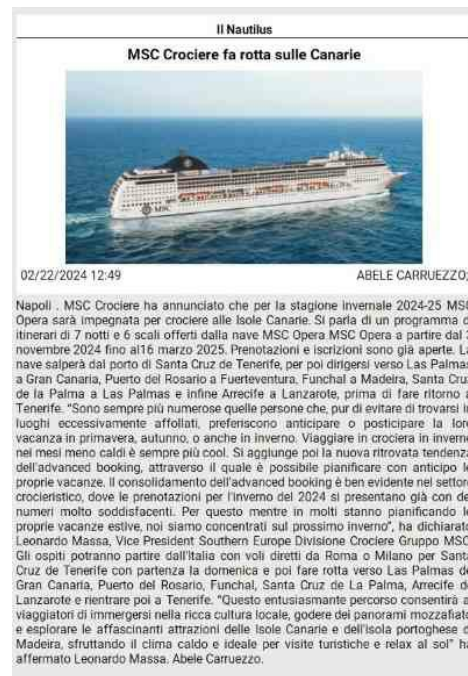 Il Nautilus
MSC Crociere fa rotta sulle Canarie
MSC
02/22/2024 12:49 ABELE CARRUEZZO;
Napoli . MSC Crociere ha annunciato che per la stagione invernale 2024-25 MSC
Opera sarà impegnata per crociere alle Isole Canarie. Si parla di un programma d
itinerari di 7 notti e 6 scali offerti dalla nave MSC Opera MSC Opera a partire dal
novembre 2024 fino al16 marzo 2025. Prenotazioni e iscrizioni sono già aperte. La
nave salperà dal porto di Santa Cruz de Tenerife, per poi dirigersi verso Las Palmas
a Gran Canaria, Puerto del Rosario a Fuerteventura, Funchal a Madeira, Santa Cruz
de la Palma a Las Palmas e infine Arrecife a Lanzarote, prima di fare ritorno a
Tenerife. "Sono sempre più numerose quelle persone che, pur di evitare di trovarsi in
luoghi eccessivamente affollati, preferiscono anticipare o posticipare la loro
vacanza in primavera, autunno, o anche in inverno. Viaggiare in crociera in inverno
nei mesi meno caldi è sempre più cool. Si aggiunge poi la nuova ritrovata tendenza
dell'advanced booking, attraverso il quale è possibile pianificare con anticipo le
proprie vacanze. Il consolidamento dell'advanced booking è ben evidente nel settore
crocieristico, dove le prenotazioni per l'inverno del 2024 si presentano già con de
numeri molto soddisfacenti. Per questo mentre in molti stanno pianificando le
proprie vacanze estive, noi siamo concentrati sul prossimo inverno", ha dichiarato
Leonardo Massa, Vice President Southern Europe Divisione Crociere Gruppo MSC.
Gli ospiti potranno partire dall'Italia con voli diretti da Roma o Milano per Santa
Cruz de Tenerife con partenza la domenica e poi fare rotta verso Las Palmas de
Gran Canaria, Puerto del Rosario, Funchal, Santa Cruz de La Palma, Arrecife de
Lanzarote e rientrare poi a Tenerife. "Questo entusiasmante percorso consentirà a
viaggiatori di immergersi nella ricca cultura locale, godere dei panorami mozzafiato
e esplorare le affascinanti attrazioni delle Isole Canarie e dell'isola portoghese d
Madeira, sfruttando il clima caldo e ideale per visite turistiche e relax al sol" ha
affermato Leonardo Massa. Abele Carruezzo.